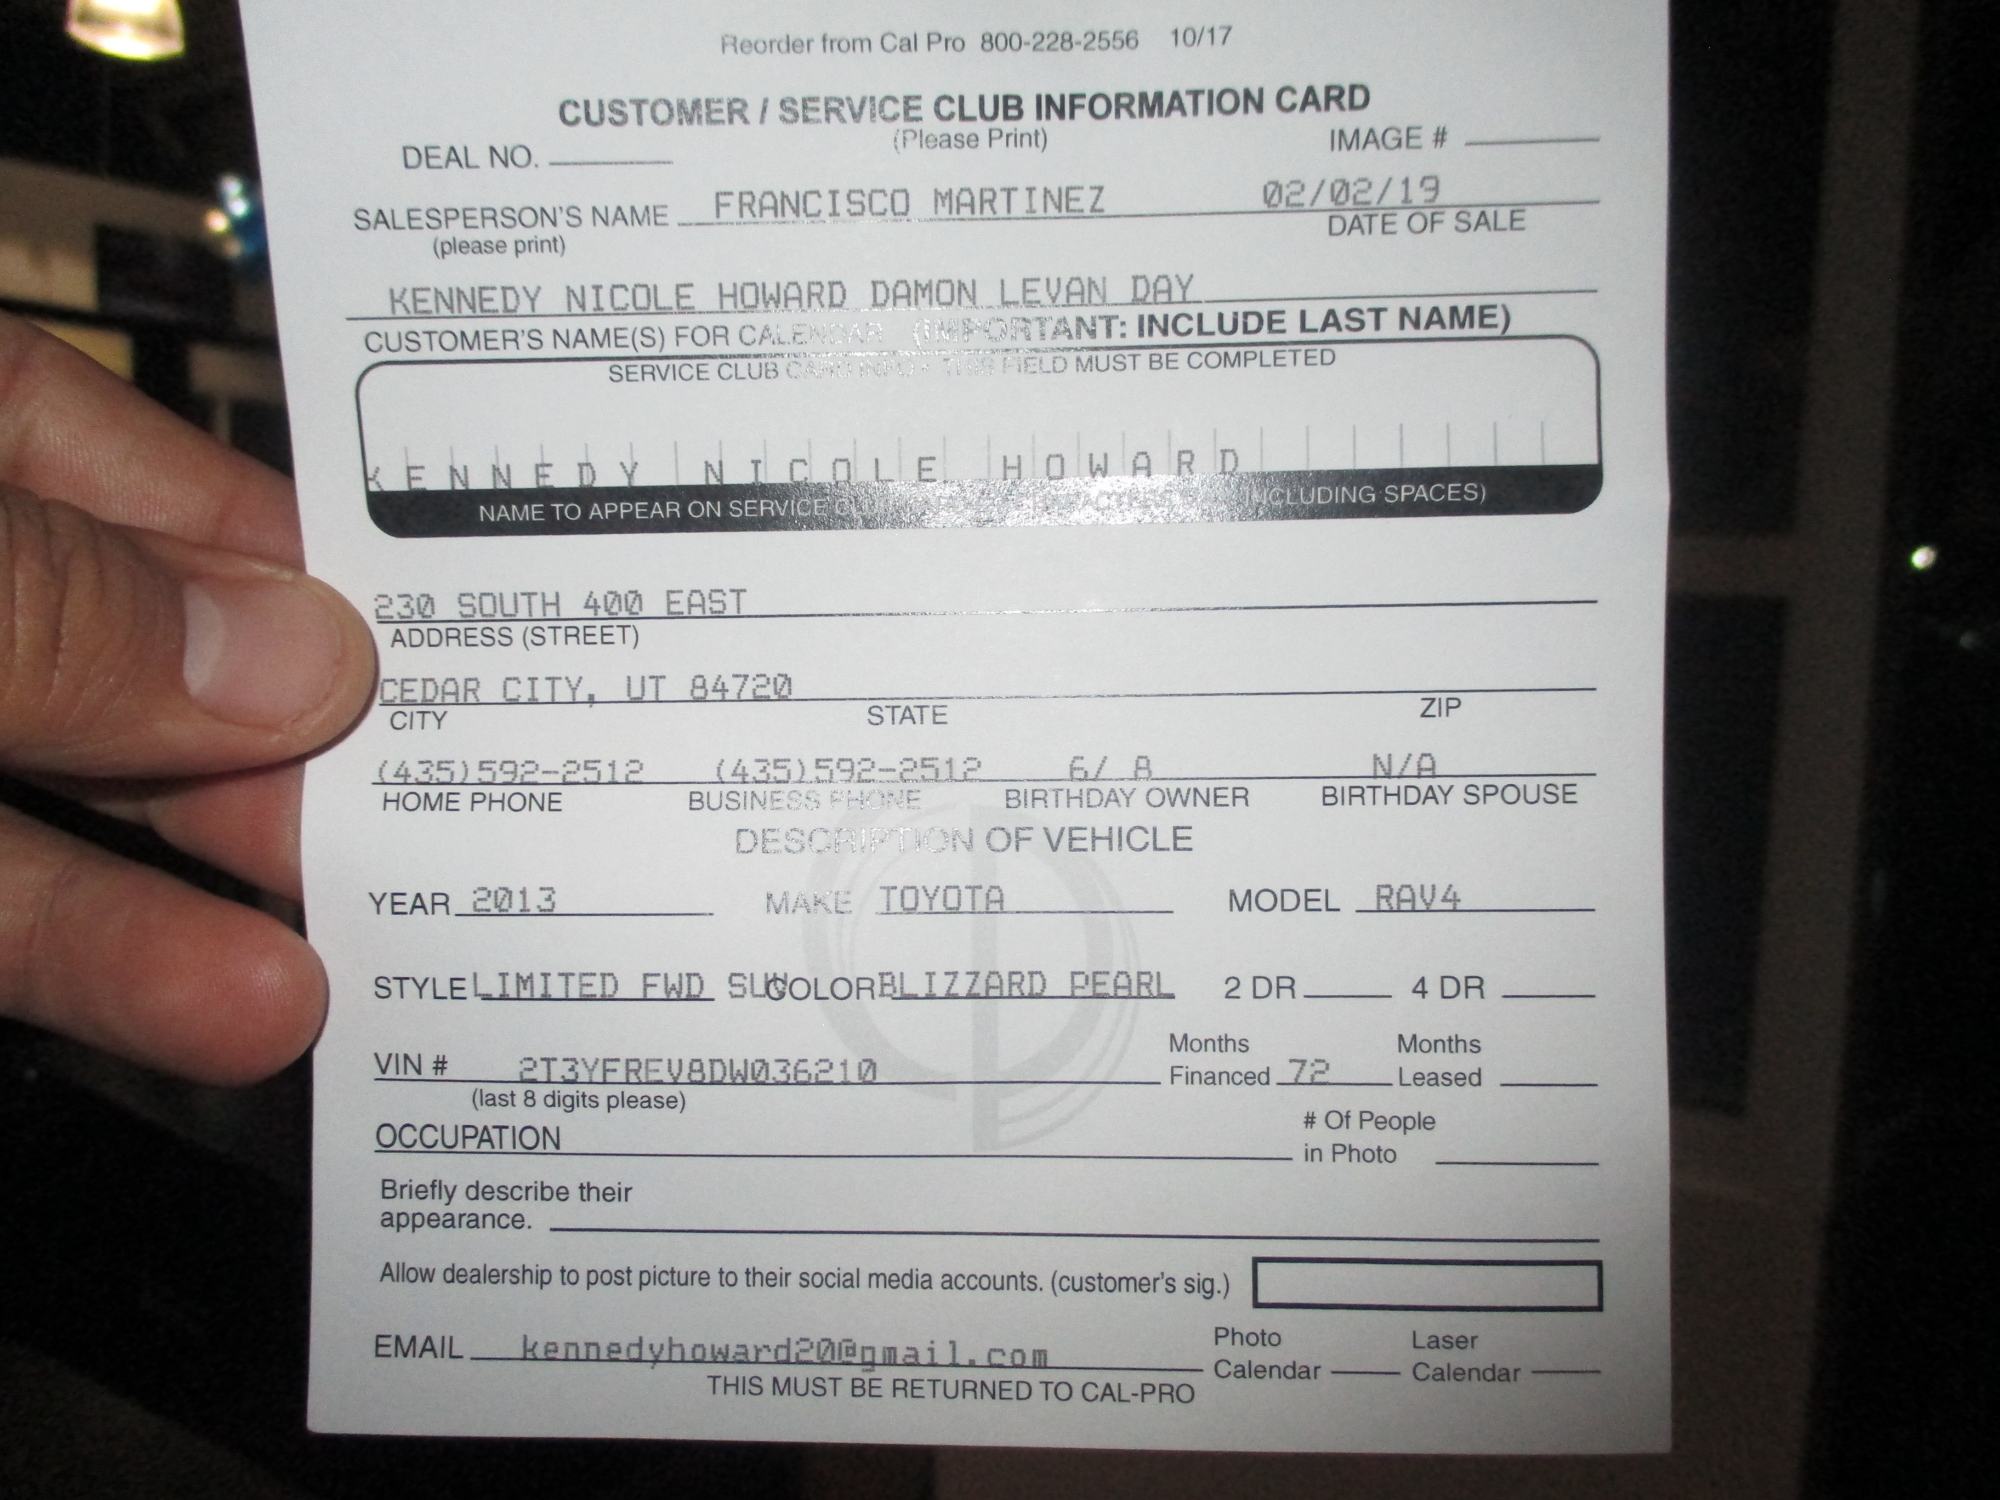 Reorder from Cal Pro 800-228-2556 10/17
CUSTOMER / SERVICE CLUB INFORMATION CARD
(Please Print)
DEAL NO. IMAGE #
SALESPERSON'S NAME FRANCISCO MARTINEZ 02/02/19
(please print) DATE OF SALE
KENNEDY NICOLE HOWARD DAMON LEVAN DAY
CUSTOMER'S NAME(S) FOR CALENDAR (IMPORTANT: INCLUDE LAST NAME)
SERVICE CLUB CARD INFO - THIS FIELD MUST BE COMPLETED
KENNEDY NICOLE HOWARD
NAME TO APPEAR ON SERVICE INCLUDING SPACES)
230 SOUTH 400 EAST
ADDRESS (STREET)
CEDAR CITY, UT 84720
CITY STATE ZIP
(435)592-2512 (435)592-2512 6/ 8 N/A
HOME PHONE BUSINESS PHONE BIRTHDAY OWNER BIRTHDAY SPOUSE
DESCRIPTION OF VEHICLE
YEAR 2013 MAKE TOYOTA MODEL RAV4
STYLE LIMITED FWD SUV COLOR BLIZZARD PEARL 2 DR 4 DR
VIN # 2T3YFREV8DW036210 Months Financed 72 Months Leased
(last 8 digits please)
OCCUPATION # Of People in Photo
Briefly describe their
appearance.
Allow dealership to post picture to their social media accounts. (customer's sig.)
EMAIL kennedyhoward20@gmail.com Photo Calendar Laser Calendar
THIS MUST BE RETURNED TO CAL-PRO